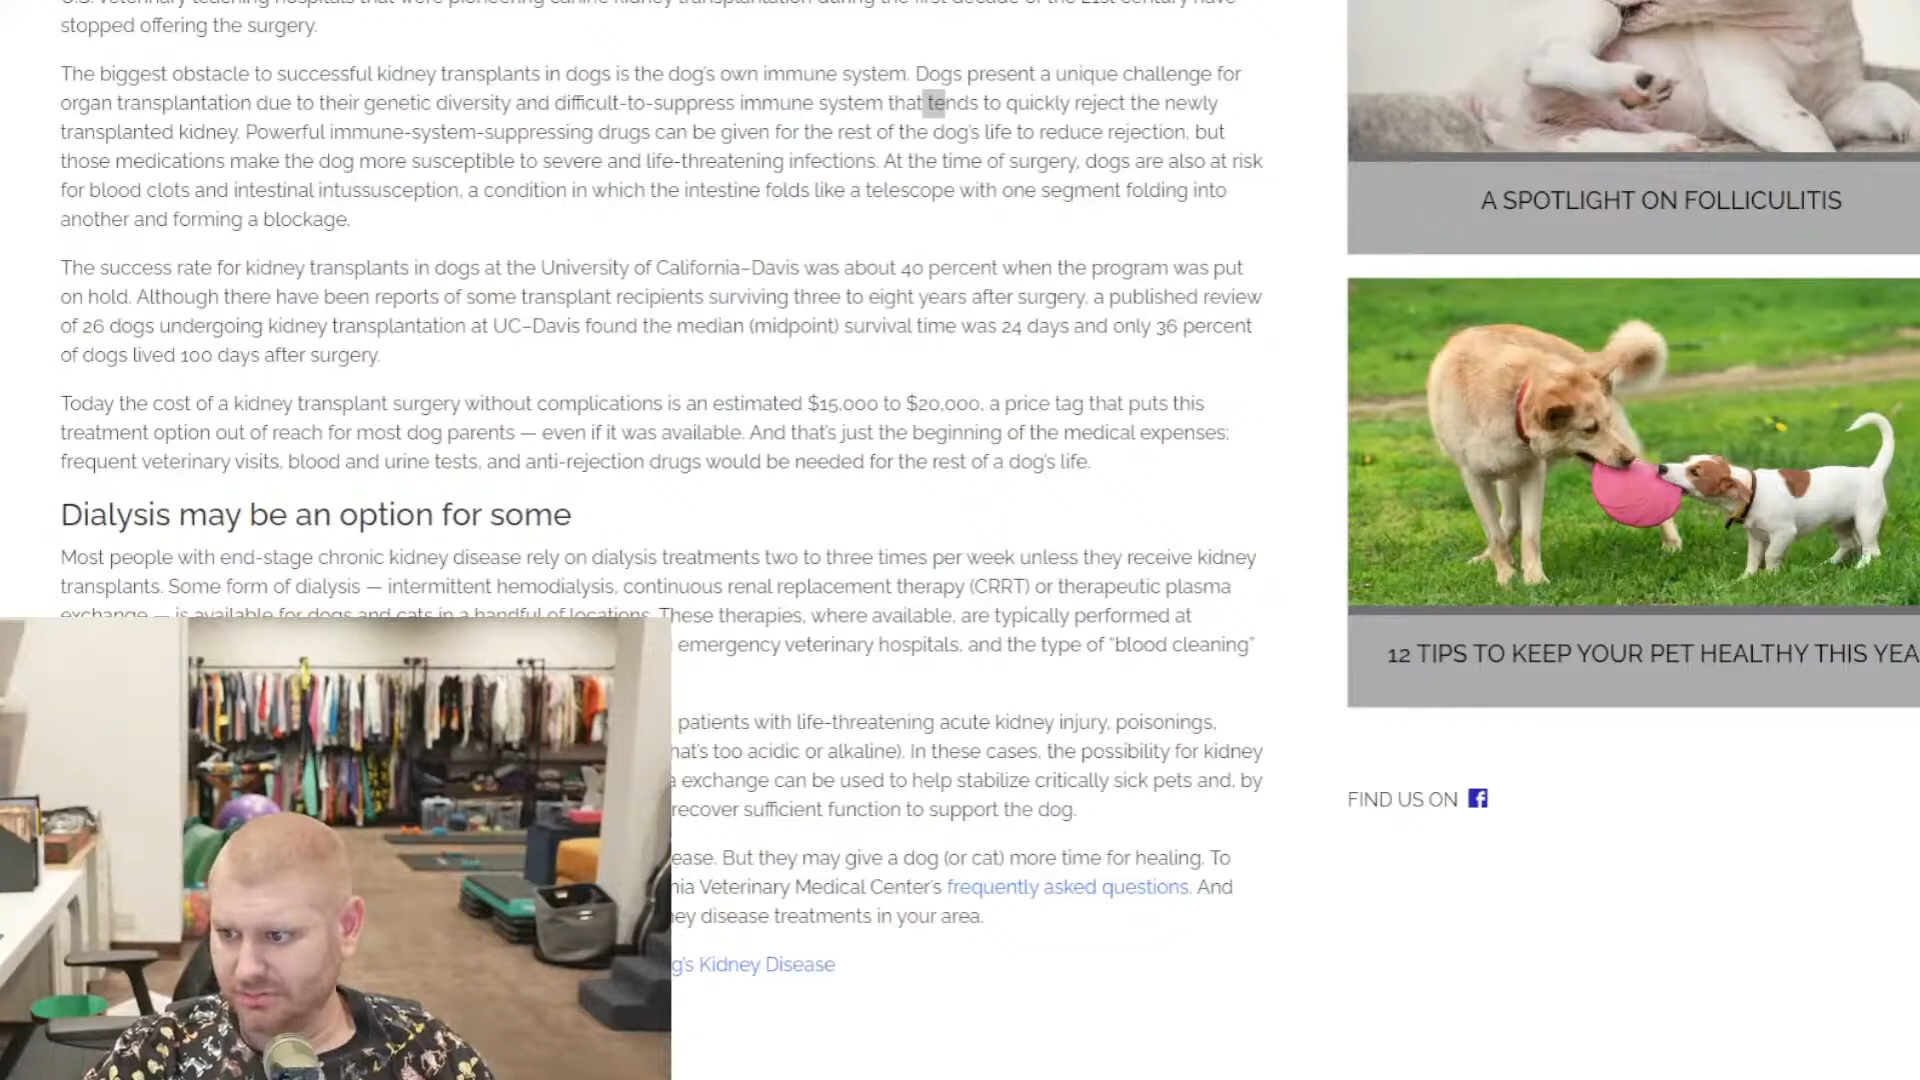 stopped offering the surgery.
The biggest obstacle to successful kidney transplants in dogs is the dog's own immune system. Dogs present a unique challenge for
organ transplantation due to their genetic diversity and difficult-to-suppress immune system that tends to quickly reject the newly
transplanted kidney. Powerful immune-system-suppressing drugs can be given for the rest of the dog's life to reduce rejection, but
those medications make the dog more susceptible to severe and life-threatening infections. At the time of surgery, dogs are also at risk
for blood clots and intestinal intussusception, a condition in which the intestine folds like a telescope with one segment folding into
another and forming a blockage.
The success rate for kidney transplants in dogs at the University of California–Davis was about 40 percent when the program was put
on hold. Although there have been reports of some transplant recipients surviving three to eight years after surgery, a published review
of 26 dogs undergoing kidney transplantation at UC–Davis found the median (midpoint) survival time was 24 days and only 36 percent
of dogs lived 100 days after surgery.
Today the cost of a kidney transplant surgery without complications is an estimated $15,000 to $20,000, a price tag that puts this
treatment option out of reach for most dog parents — even if it was available. And that's just the beginning of the medical expenses;
frequent veterinary visits, blood and urine tests, and anti-rejection drugs would be needed for the rest of a dog's life.
Dialysis may be an option for some
Most people with end-stage chronic kidney disease rely on dialysis treatments two to three times per week unless they receive kidney
transplants. Some form of dialysis — intermittent hemodialysis, continuous renal replacement therapy (CRRT) or therapeutic plasma
exchange — is available for dogs and cats in a handful of locations. These therapies, where available, are typically performed at
emergency veterinary hospitals, and the type of “blood cleaning”
patients with life-threatening acute kidney injury, poisonings,
hat's too acidic or alkaline). In these cases, the possibility for kidney
exchange can be used to help stabilize critically sick pets and, by
recover sufficient function to support the dog.
ease. But they may give a dog (or cat) more time for healing. To
nia Veterinary Medical Center's frequently asked questions. And
ey disease treatments in your area.
g's Kidney Disease
A SPOTLIGHT ON FOLLICULITIS
12 TIPS TO KEEP YOUR PET HEALTHY THIS YEA
FIND US ON